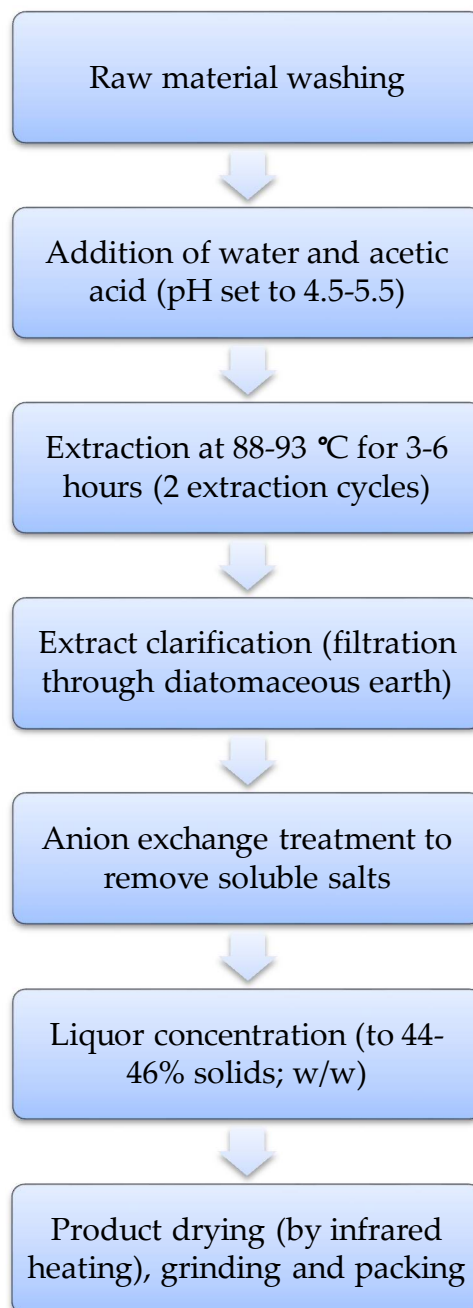 Raw material washing
Addition of water and acetic
acid (pH set to 4.5-5.5)
Extraction at 88-93 °C for 3-6
hours (2 extraction cycles)
Extract clarification (filtration
through diatomaceous earth)
Anion exchange treatment to
remove soluble salts
Liquor concentration (to 44-
46% solids; w/w)
Product drying (by infrared
heating), grinding and packing